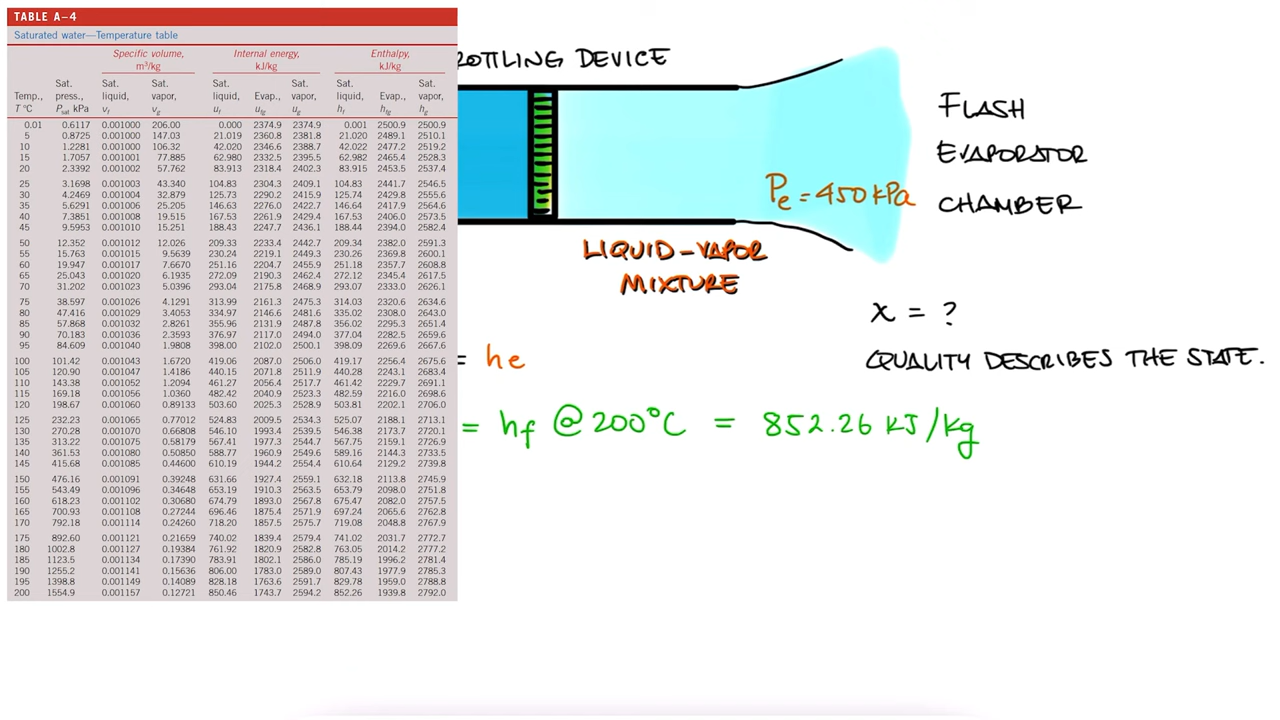 TABLE A–4
Saturated water—Temperature table
Specific volume, Internal energy, Enthalpy,
m³/kg kJ/kg kJ/kg
Sat. Sat. Sat. Sat. Sat. Sat. Sat.
Temp., press., liquid, vapor, liquid, Evap., vapor, liquid, Evap., vapor,
T °C Psat kPa vf vg uf ufg ug hf hfg hg
0.01 0.6117 0.001000 206.00 0.000 2374.9 2374.9 0.001 2500.9 2500.9
5 0.8725 0.001000 147.03 21.019 2360.8 2381.8 21.020 2489.1 2510.1
10 1.2281 0.001000 106.32 42.020 2346.6 2388.7 42.022 2477.2 2519.2
15 1.7057 0.001001 77.885 62.980 2332.5 2395.5 62.982 2465.4 2528.3
20 2.3392 0.001002 57.762 83.913 2318.4 2402.3 83.915 2453.5 2537.4
25 3.1698 0.001003 43.340 104.83 2304.3 2409.1 104.83 2441.7 2546.5
30 4.2469 0.001004 32.879 125.73 2290.2 2415.9 125.74 2429.8 2555.6
35 5.6291 0.001006 25.205 146.63 2276.0 2422.7 146.64 2417.9 2564.6
40 7.3851 0.001008 19.515 167.53 2261.9 2429.4 167.53 2406.0 2573.5
45 9.5953 0.001010 15.251 188.43 2247.7 2436.1 188.44 2394.0 2582.4
50 12.352 0.001012 12.026 209.33 2233.4 2442.7 209.34 2382.0 2591.3
55 15.763 0.001015 9.5639 230.24 2219.1 2449.3 230.26 2369.8 2600.1
60 19.947 0.001017 7.6670 251.16 2204.7 2455.9 251.18 2357.7 2608.8
65 25.043 0.001020 6.1935 272.09 2190.3 2462.4 272.12 2345.4 2617.5
70 31.202 0.001023 5.0396 293.04 2175.8 2468.9 293.07 2333.0 2626.1
75 38.597 0.001026 4.1291 313.99 2161.3 2475.3 314.03 2320.6 2634.6
80 47.416 0.001029 3.4053 334.97 2146.6 2481.6 335.02 2308.0 2643.0
85 57.868 0.001032 2.8261 355.96 2131.9 2487.8 356.02 2295.3 2651.4
90 70.183 0.001036 2.3593 376.97 2117.0 2494.0 377.04 2282.5 2659.6
95 84.609 0.001040 1.9808 398.00 2102.0 2500.1 398.09 2269.6 2667.6
100 101.42 0.001043 1.6720 419.06 2087.0 2506.0 419.17 2256.4 2675.6
105 120.90 0.001047 1.4186 440.15 2071.8 2511.9 440.28 2243.1 2683.4
110 143.38 0.001052 1.2094 461.27 2056.4 2517.7 461.42 2229.7 2691.1
115 169.18 0.001056 1.0360 482.42 2040.9 2523.3 482.59 2216.0 2698.6
120 198.67 0.001060 0.89133 503.60 2025.3 2528.9 503.81 2202.1 2706.0
125 232.23 0.001065 0.77012 524.83 2009.5 2534.3 525.07 2188.1 2713.1
130 270.28 0.001070 0.66808 546.10 1993.4 2539.5 546.38 2173.7 2720.1
135 313.22 0.001075 0.58179 567.41 1977.3 2544.7 567.75 2159.1 2726.9
140 361.53 0.001080 0.50850 588.77 1960.9 2549.6 589.16 2144.3 2733.5
145 415.68 0.001085 0.44600 610.19 1944.2 2554.4 610.64 2129.2 2739.8
150 476.16 0.001091 0.39248 631.66 1927.4 2559.1 632.18 2113.8 2745.9
155 543.49 0.001096 0.34648 653.19 1910.3 2563.5 653.79 2098.0 2751.8
160 618.23 0.001102 0.30680 674.79 1893.0 2567.8 675.47 2082.0 2757.5
165 700.93 0.001108 0.27244 696.46 1875.4 2571.9 697.24 2065.6 2762.8
170 792.18 0.001114 0.24260 718.20 1857.5 2575.7 719.08 2048.8 2767.9
175 892.60 0.001121 0.21659 740.02 1839.4 2579.4 741.02 2031.7 2772.7
180 1002.8 0.001127 0.19384 761.92 1820.9 2582.8 763.05 2014.2 2777.2
185 1123.5 0.001134 0.17390 783.91 1802.1 2586.0 785.19 1996.2 2781.4
190 1255.2 0.001141 0.15636 806.00 1783.0 2589.0 807.43 1977.9 2785.3
195 1398.8 0.001149 0.14089 828.18 1763.6 2591.7 829.78 1959.0 2788.8
200 1554.9 0.001157 0.12721 850.46 1743.7 2594.2 852.26 1939.8 2792.0
ROTTLING DEVICE
FLASH
EVAPORATOR
CHAMBER
Pe = 450 kPa
LIQUID-VAPOR
MIXTURE
x = ?
QUALITY DESCRIBES THE STATE.
= he
= hf @ 200°C = 852.26 kJ/kg